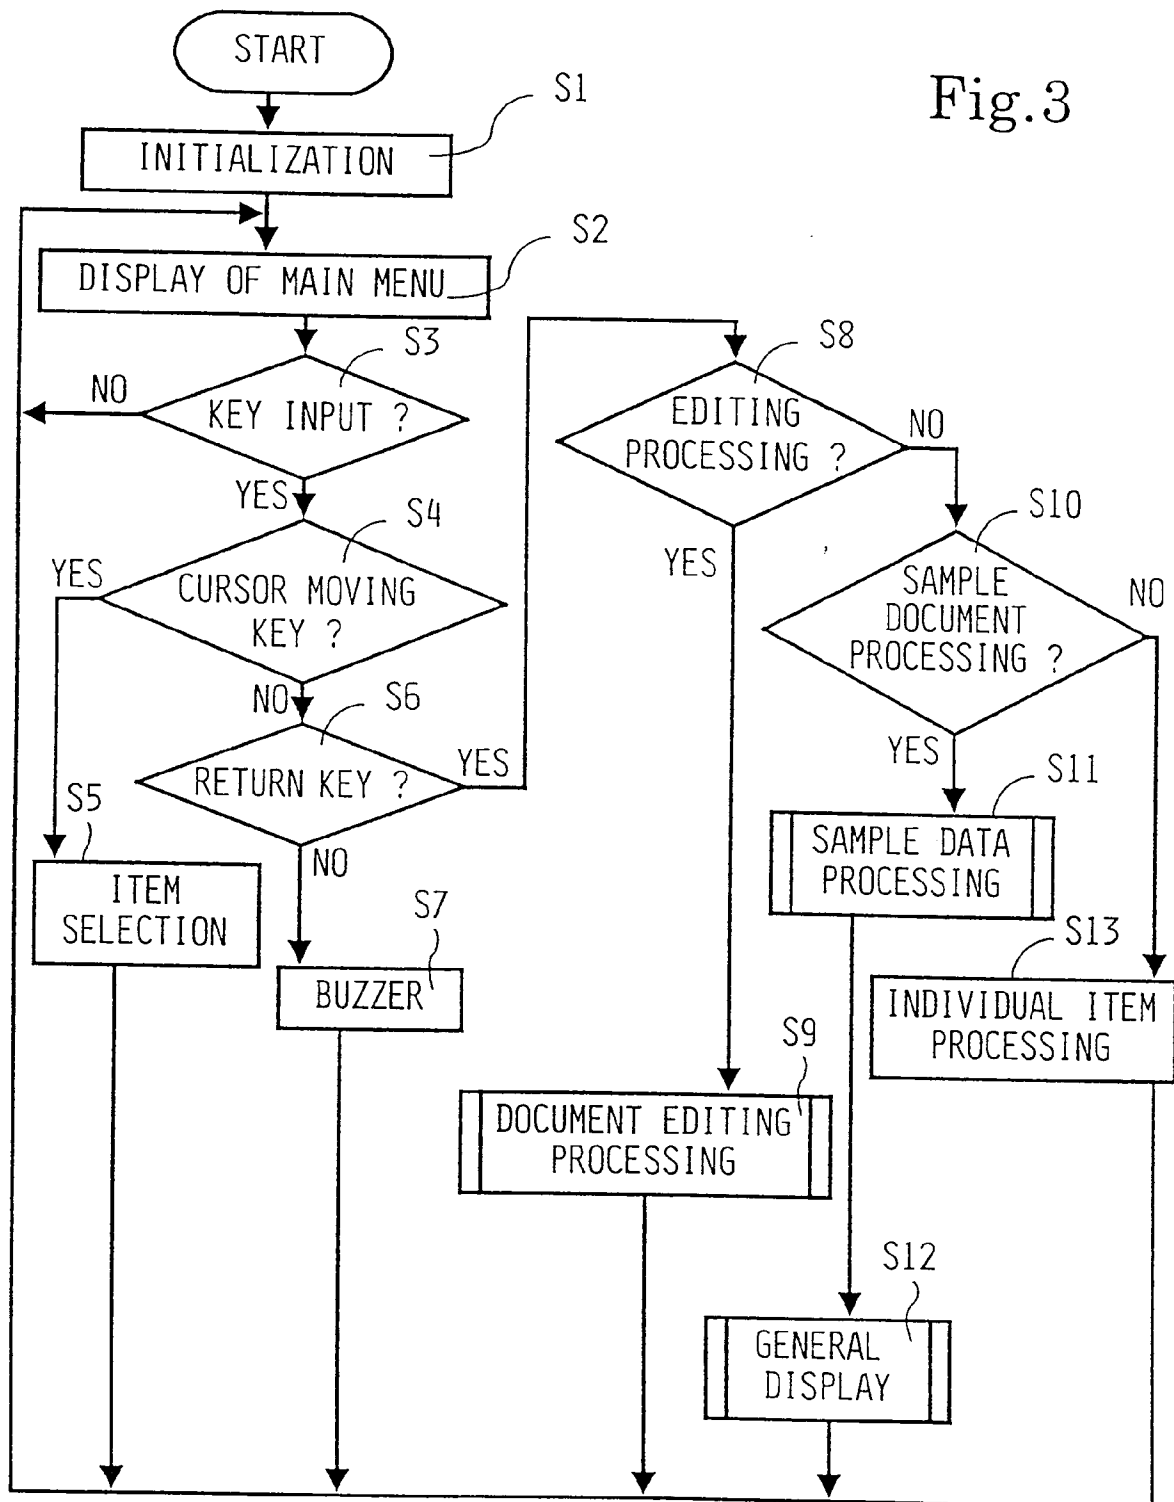 START
Fig.3
S1
INITIALIZATION
S2
DISPLAY OF MAIN MENU
S3
NO
KEY INPUT ?
YES
S4
YES
CURSOR MOVING
KEY ?
NO
S6
RETURN KEY ?
YES
NO
S5
ITEM
SELECTION
S7
BUZZER
S8
EDITING
PROCESSING ?
NO
YES
S10
SAMPLE
DOCUMENT
PROCESSING ?
NO
YES
S11
SAMPLE DATA
PROCESSING
S13
INDIVIDUAL ITEM
PROCESSING
S9
DOCUMENT EDITING
PROCESSING
S12
GENERAL
DISPLAY